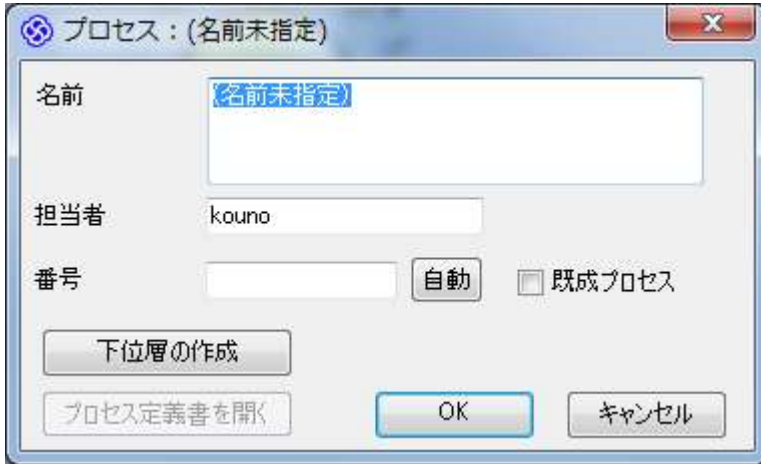 プロセス：(名前未指定)
名前
(名前未指定)
担当者
kouno
番号
自動
既成プロセス
下位層の作成
プロセス定義書を開く
OK
キャンセル